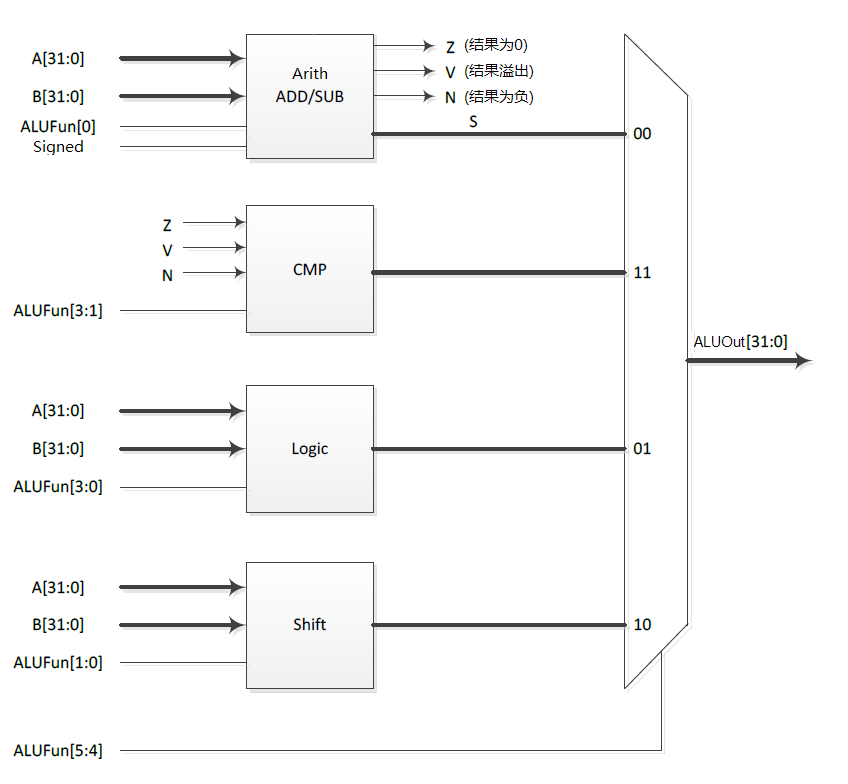 A[31:0]
B[31:0]
ALUFun[0]
Signed
Arith
ADD/SUB
Z (结果为0)
V (结果溢出)
N (结果为负)
S
00
Z
V
N
ALUFun[3:1]
CMP
11
ALUOut[31:0]
A[31:0]
B[31:0]
ALUFun[3:0]
Logic
01
A[31:0]
B[31:0]
ALUFun[1:0]
Shift
10
ALUFun[5:4]